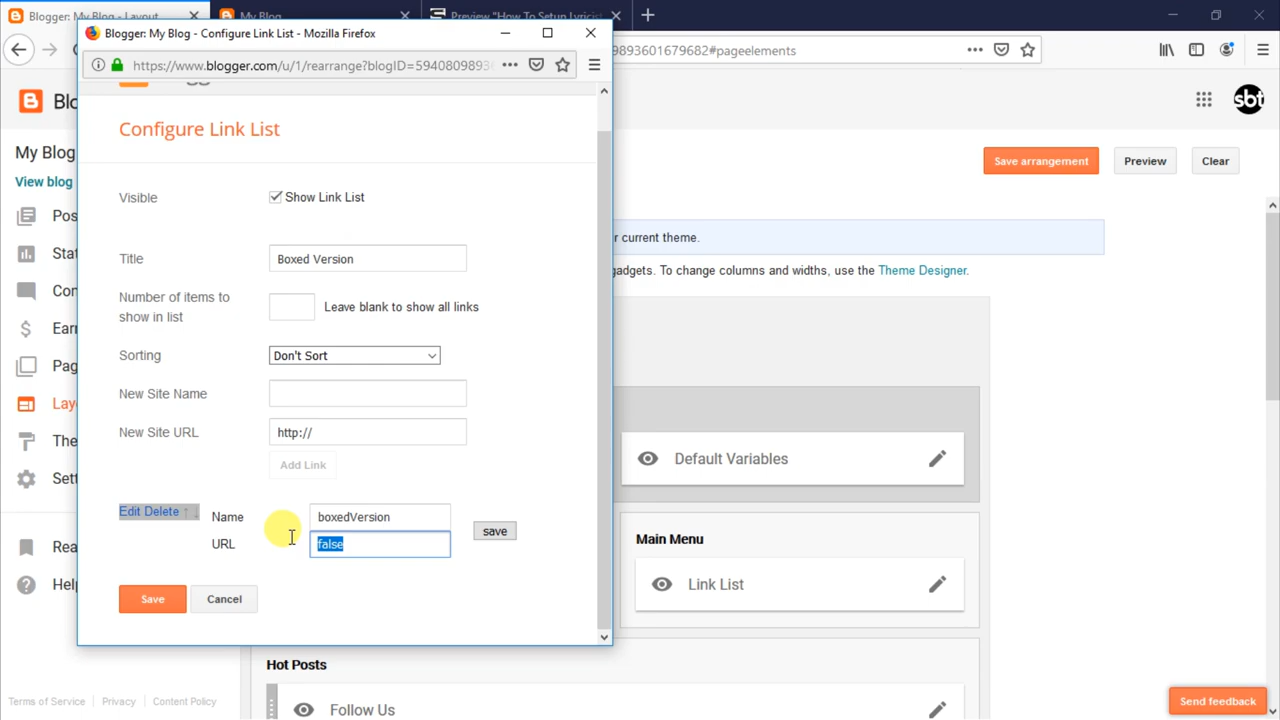 Blogger: My Blog - Layout
My Blog
Preview "How To Setup Lyricist
Blogger: My Blog - Configure Link List - Mozilla Firefox
https://www.blogger.com/u/1/rearrange?blogID=5940809893
9893601679682#pageelements
Blo
sbt
My Blog
View blog
Save arrangement
Preview
Clear
Configure Link List
Visible
Show Link List
Title
Boxed Version
Number of items to
show in list
Leave blank to show all links
Sorting
Don't Sort
New Site Name
New Site URL
http://
Add Link
Edit Delete ↑ ↓
Name
boxedVersion
URL
false
save
Save
Cancel
Pos
Stat
Con
Earn
Pag
Lay
The
Sett
Rea
Help
r current theme.
gadgets. To change columns and widths, use the Theme Designer.
Default Variables
Main Menu
Link List
Hot Posts
Follow Us
Terms of Service
Privacy
Content Policy
Send feedback